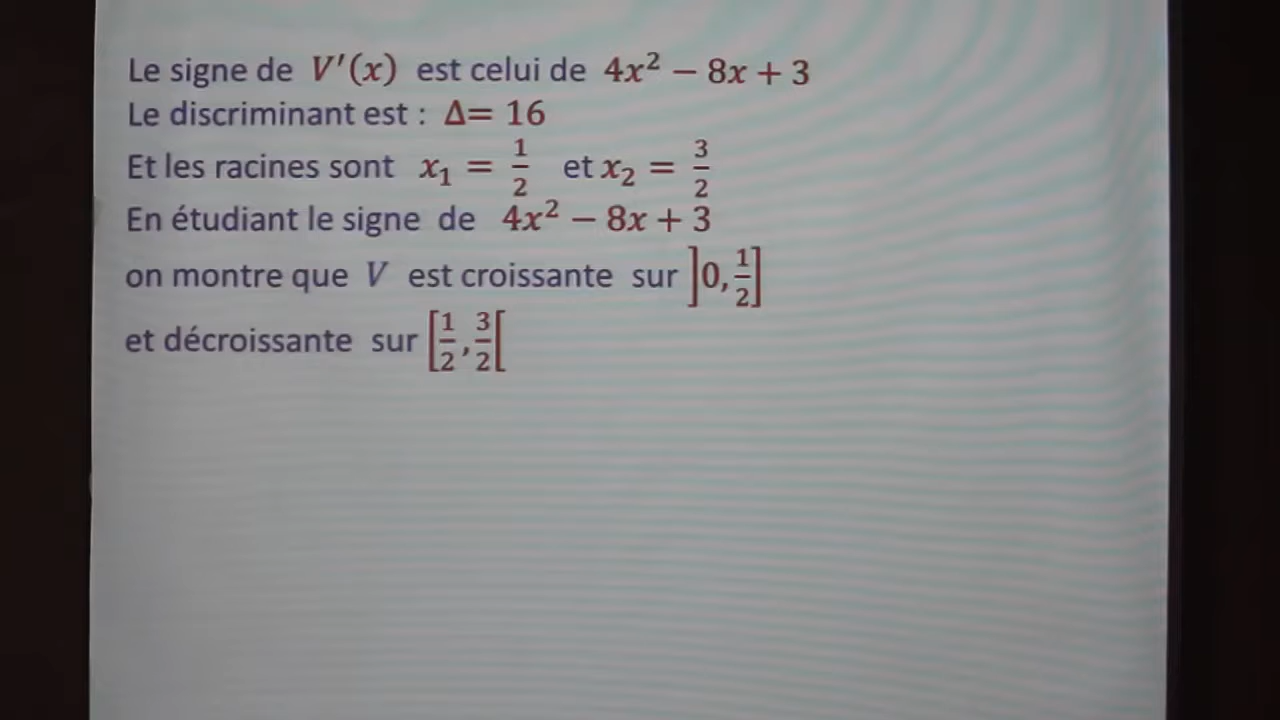 Le signe de V′(x) est celui de 4x² − 8x + 3
Le discriminant est : Δ= 16
Et les racines sont x₁ = 1/2 et x₂ = 3/2
En étudiant le signe de 4x² − 8x + 3
on montre que V est croissante sur ]0, 1/2]
et décroissante sur [1/2, 3/2[